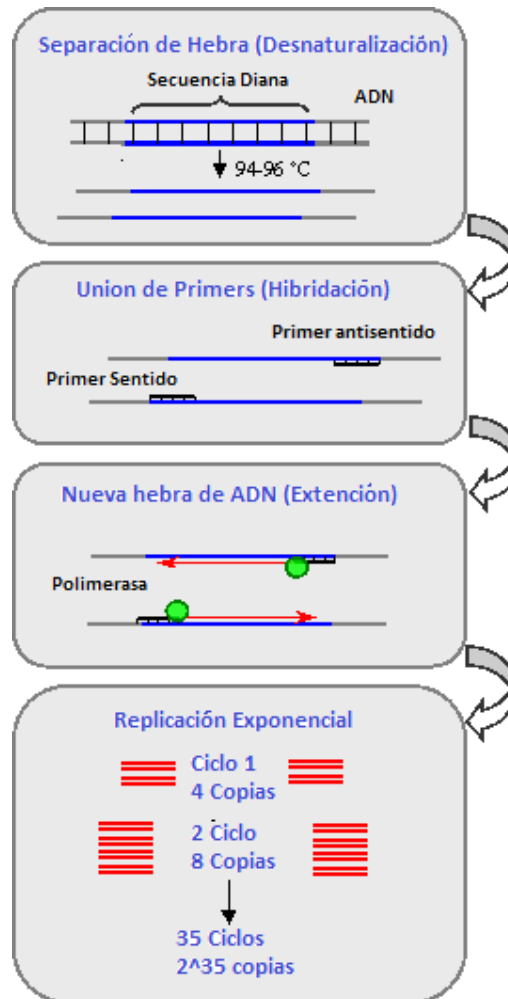 Separación de Hebra (Desnaturalización)
Secuencia Diana
ADN
94-96 °C
Union de Primers (Hibridación)
Primer antisentido
Primer Sentido
Nueva hebra de ADN (Extención)
Polimerasa
Replicación Exponencial
Ciclo 1
4 Copias
2 Ciclo
8 Copias
35 Ciclos
2^35 copias